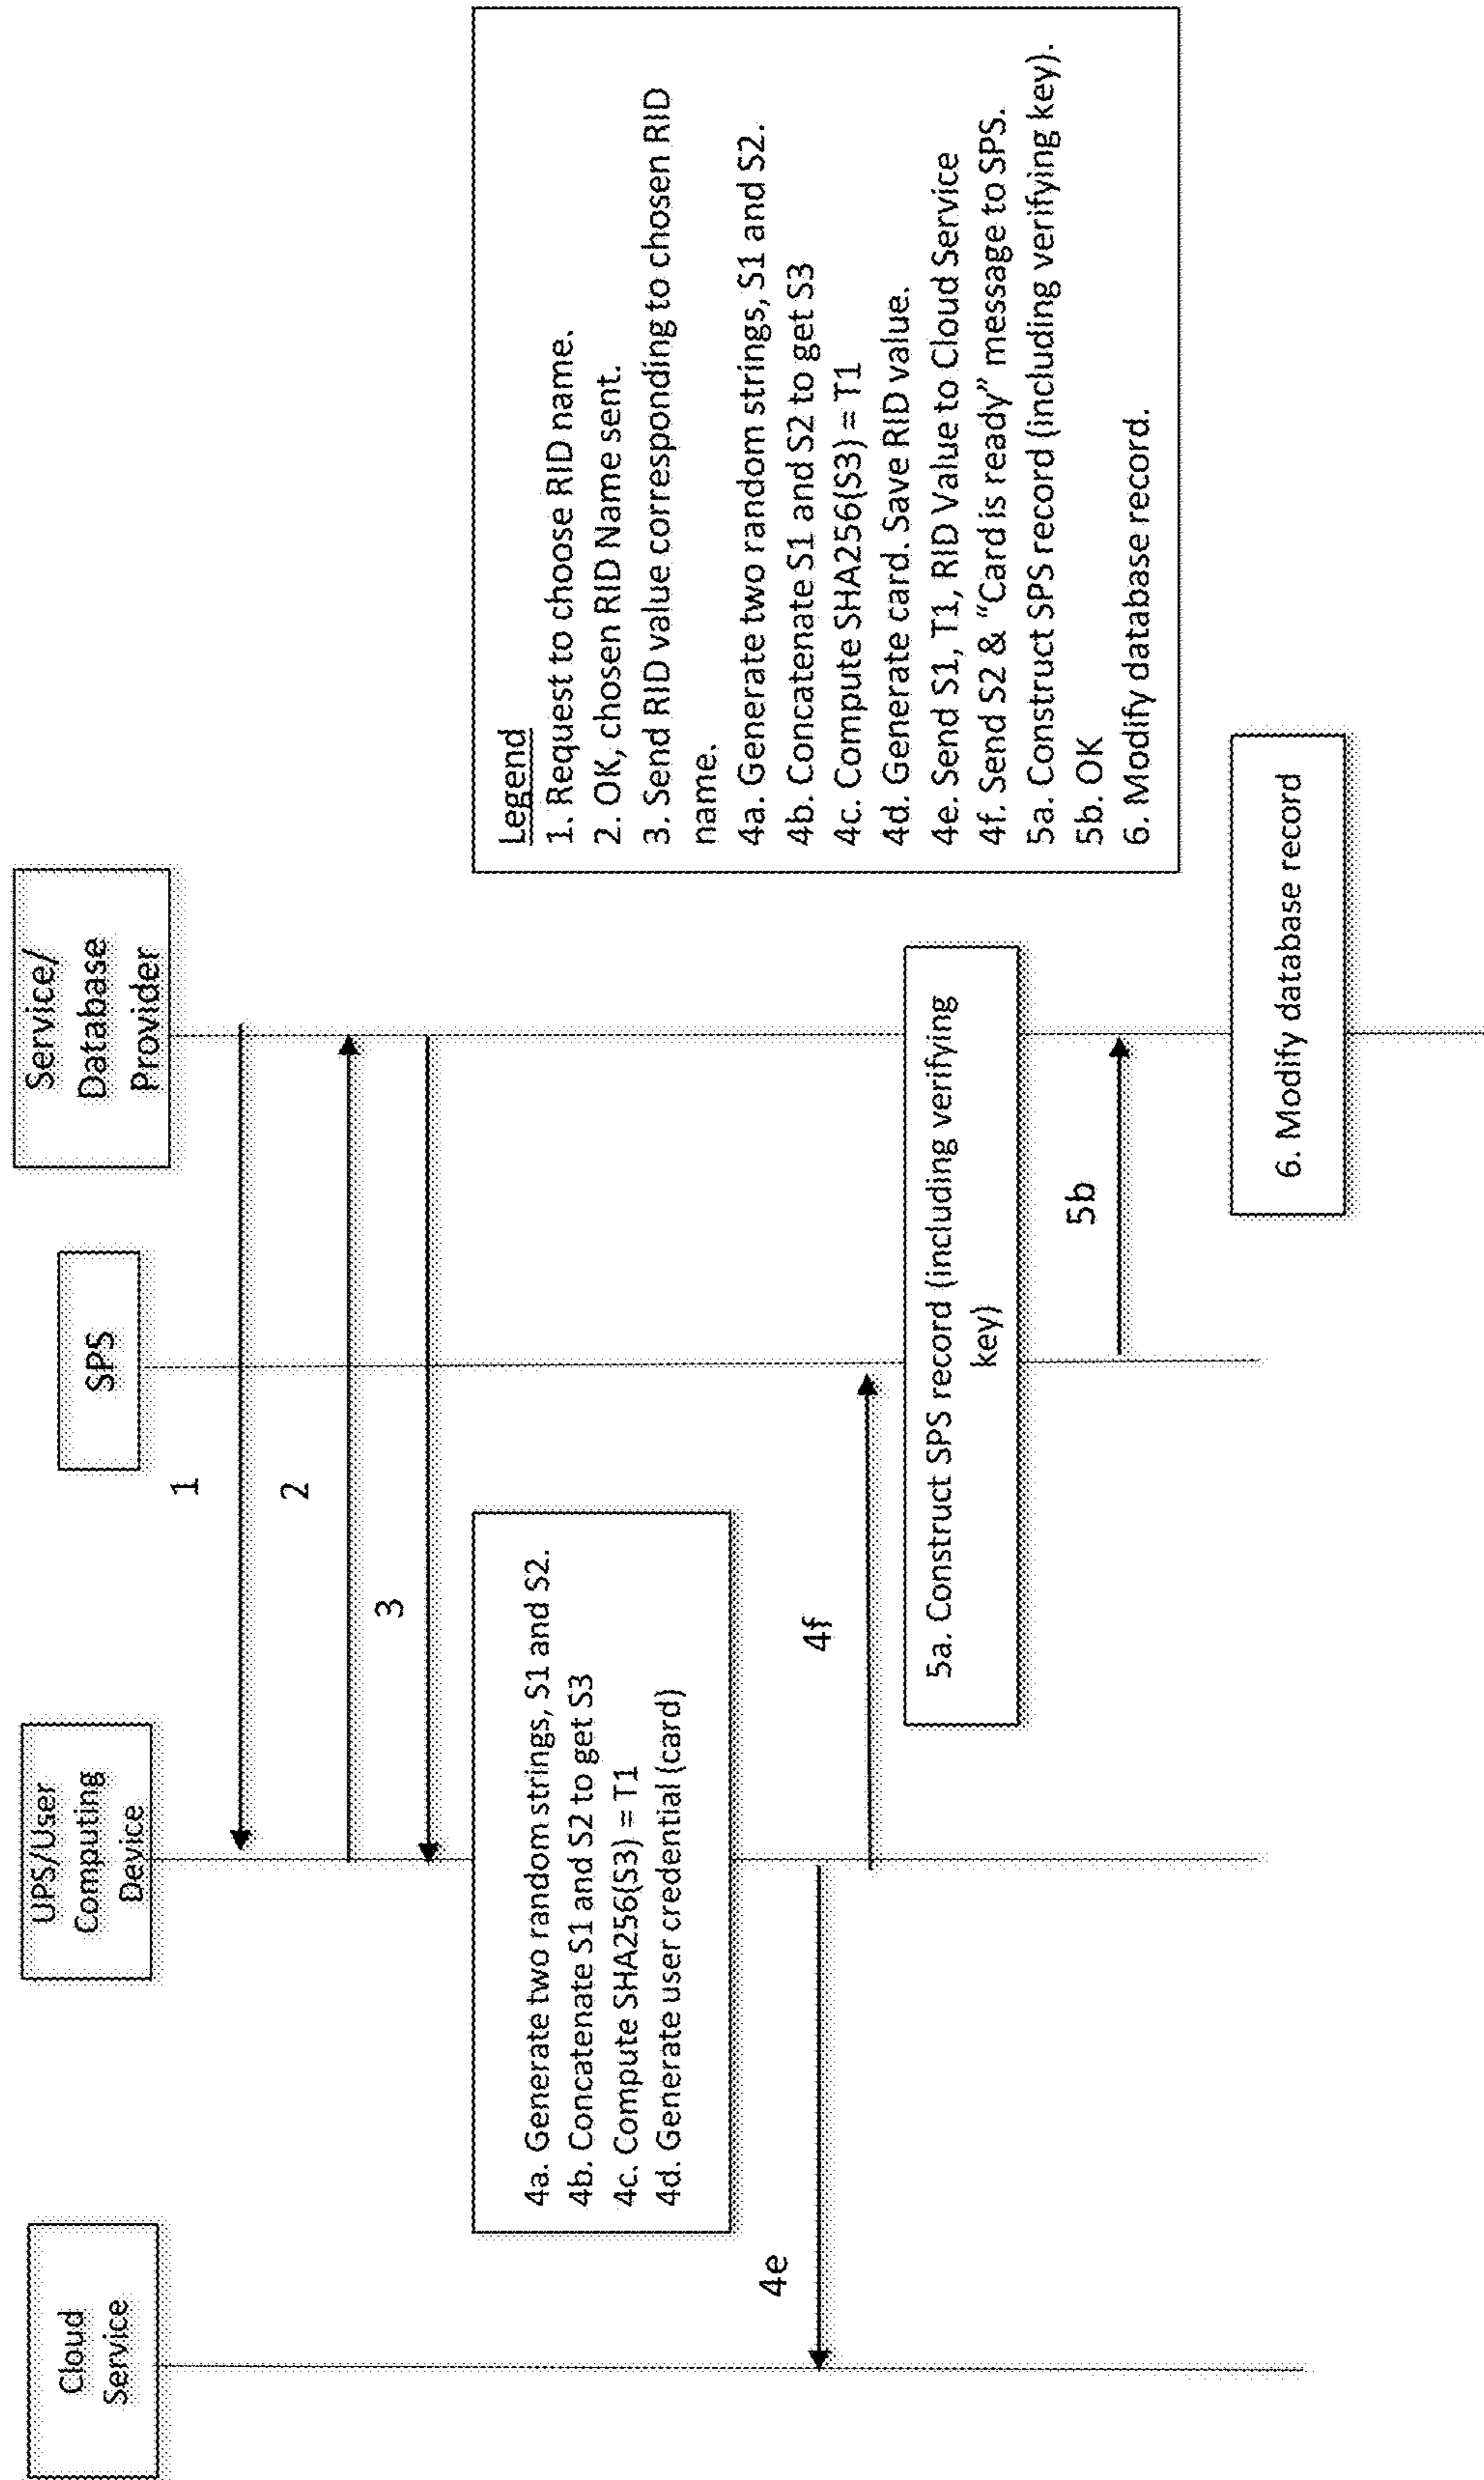 Cloud
Service
UPS/User
Computing
Device
SPS
Service/
Database
Provider
1
2
3
4a. Generate two random strings, S1 and S2.
4b. Concatenate S1 and S2 to get S3
4c. Compute SHA256(S3) = T1
4d. Generate user credential (card)
4e
4f
5a. Construct SPS record (including verifying
key)
5b
6. Modify database record
Legend
1. Request to choose RID name.
2. OK, chosen RID Name sent.
3. Send RID value corresponding to chosen RID
name.
4a. Generate two random strings, S1 and S2.
4b. Concatenate S1 and S2 to get S3
4c. Compute SHA256(S3) = T1
4d. Generate card. Save RID value.
4e. Send S1, T1, RID Value to Cloud Service
4f. Send S2 & “Card is ready” message to SPS.
5a. Construct SPS record (including verifying key).
5b. OK
6. Modify database record.